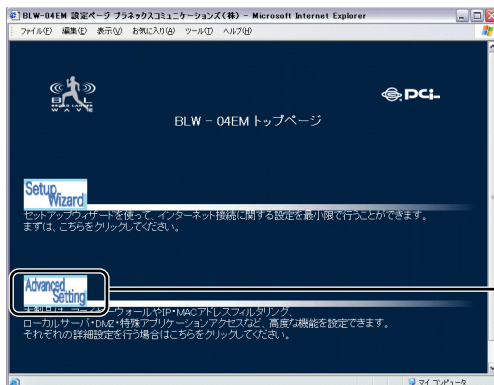 BLW-04EM 設定ページ プラネックスコミュニケーションズ(株) - Microsoft Internet Explorer
ファイル(F) 編集(E) 表示(V) お気に入り(A) ツール(T) ヘルプ(H)
BROAD LANNER
WAVE
PCi
BLW - 04EM トップページ
Setup
Wizard
セットアップウィザードを使って、インターネット接続に関する設定を最小限で行うことができます。
まずは、こちらをクリックしてください。
Advanced
Setting
ファイアーウォールやIP・MACアドレスフィルタリング、
ローカルサーバ・DMZ・特殊アプリケーションアクセスなど、高度な機能を設定できます。
それぞれの詳細設定を行う場合はこちらをクリックしてください。
マイ コンピュータ